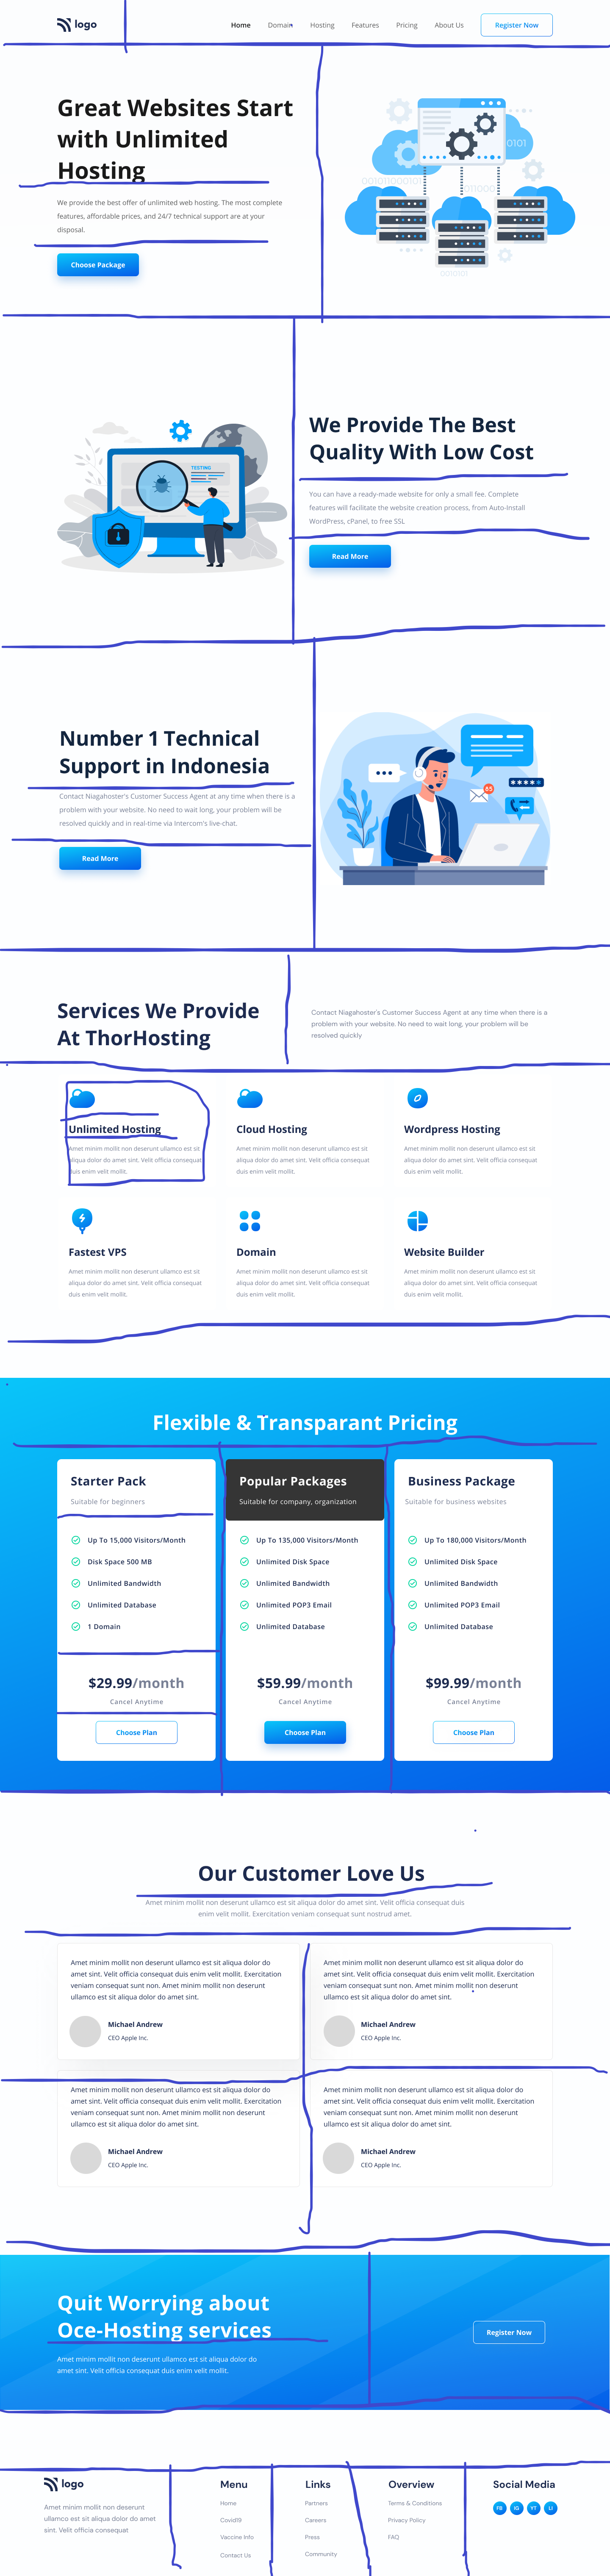 logo
Home Domain Hosting Features Pricing About Us Register Now
Great Websites Start
with Unlimited
Hosting
We provide the best offer of unlimited web hosting. The most complete
features, affordable prices, and 24/7 technical support are at your
disposal.
Choose Package
0101
001011000101
011000
0010101
We Provide The Best
Quality With Low Cost
You can have a ready-made website for only a small fee. Complete
features will facilitate the website creation process, from Auto-Install
WordPress, cPanel, to free SSL
Read More
TESTING
Number 1 Technical
Support in Indonesia
Contact Niagahoster's Customer Success Agent at any time when there is a
problem with your website. No need to wait long, your problem will be
resolved quickly and in real-time via Intercom's live-chat.
Read More
Services We Provide
At ThorHosting
Contact Niagahoster's Customer Success Agent at any time when there is a
problem with your website. No need to wait long, your problem will be
resolved quickly
Unlimited Hosting
Amet minim mollit non deserunt ullamco est sit
aliqua dolor do amet sint. Velit officia consequat
duis enim velit mollit.
Cloud Hosting
Amet minim mollit non deserunt ullamco est sit
aliqua dolor do amet sint. Velit officia consequat
duis enim velit mollit.
Wordpress Hosting
Amet minim mollit non deserunt ullamco est sit
aliqua dolor do amet sint. Velit officia consequat
duis enim velit mollit.
Fastest VPS
Amet minim mollit non deserunt ullamco est sit
aliqua dolor do amet sint. Velit officia consequat
duis enim velit mollit.
Domain
Amet minim mollit non deserunt ullamco est sit
aliqua dolor do amet sint. Velit officia consequat
duis enim velit mollit.
Website Builder
Amet minim mollit non deserunt ullamco est sit
aliqua dolor do amet sint. Velit officia consequat
duis enim velit mollit.
Flexible & Transparant Pricing
Starter Pack
Suitable for beginners
Up To 15,000 Visitors/Month
Disk Space 500 MB
Unlimited Bandwidth
Unlimited Database
1 Domain
$29.99/month
Cancel Anytime
Choose Plan
Popular Packages
Suitable for company, organization
Up To 135,000 Visitors/Month
Unlimited Disk Space
Unlimited Bandwidth
Unlimited POP3 Email
Unlimited Database
$59.99/month
Cancel Anytime
Choose Plan
Business Package
Suitable for business websites
Up To 180,000 Visitors/Month
Unlimited Disk Space
Unlimited Bandwidth
Unlimited POP3 Email
Unlimited Database
$99.99/month
Cancel Anytime
Choose Plan
Our Customer Love Us
Amet minim mollit non deserunt ullamco est sit aliqua dolor do amet sint. Velit officia consequat duis
enim velit mollit. Exercitation veniam consequat sunt nostrud amet.
Amet minim mollit non deserunt ullamco est sit aliqua dolor do
amet sint. Velit officia consequat duis enim velit mollit. Exercitation
veniam consequat sunt non. Amet minim mollit non deserunt
ullamco est sit aliqua dolor do amet sint.
Michael Andrew
CEO Apple Inc.
Amet minim mollit non deserunt ullamco est sit aliqua dolor do
amet sint. Velit officia consequat duis enim velit mollit. Exercitation
veniam consequat sunt non. Amet minim mollit non deserunt
ullamco est sit aliqua dolor do amet sint.
Michael Andrew
CEO Apple Inc.
Amet minim mollit non deserunt ullamco est sit aliqua dolor do
amet sint. Velit officia consequat duis enim velit mollit. Exercitation
veniam consequat sunt non. Amet minim mollit non deserunt
ullamco est sit aliqua dolor do amet sint.
Michael Andrew
CEO Apple Inc.
Amet minim mollit non deserunt ullamco est sit aliqua dolor do
amet sint. Velit officia consequat duis enim velit mollit. Exercitation
veniam consequat sunt non. Amet minim mollit non deserunt
ullamco est sit aliqua dolor do amet sint.
Michael Andrew
CEO Apple Inc.
Quit Worrying about
Oce-Hosting services
Amet minim mollit non deserunt ullamco est sit aliqua dolor do
amet sint. Velit officia consequat duis enim velit mollit.
Register Now
logo
Amet minim mollit non deserunt
ullamco est sit aliqua dolor do amet
sint. Velit officia consequat
Menu
Home
Covid19
Vaccine Info
Contact Us
Links
Partners
Careers
Press
Community
Overview
Terms & Conditions
Privacy Policy
FAQ
Social Media
FB IG YT LI